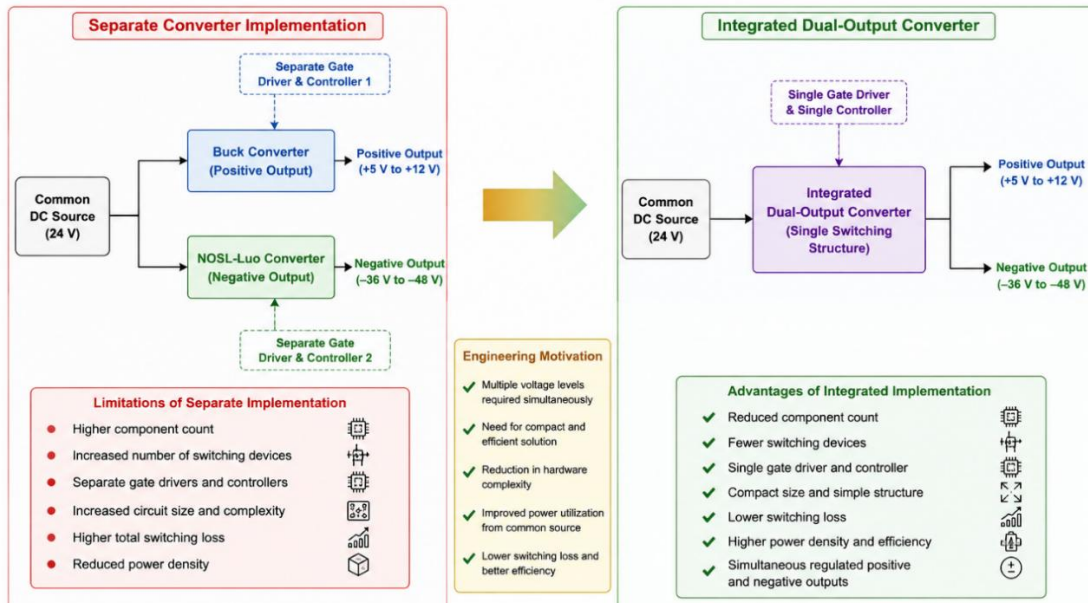 Separate Converter Implementation
Separate Gate
Driver & Controller 1
Buck Converter
(Positive Output)
Positive Output
(+5 V to +12 V)
Common
DC Source
(24 V)
NOSL-Luo Converter
(Negative Output)
Negative Output
(–36 V to –48 V)
Separate Gate
Driver & Controller 2
Limitations of Separate Implementation
Higher component count
Increased number of switching devices
Separate gate drivers and controllers
Increased circuit size and complexity
Higher total switching loss
Reduced power density
Engineering Motivation
Multiple voltage levels
required simultaneously
Need for compact and
efficient solution
Reduction in hardware
complexity
Improved power utilization
from common source
Lower switching loss and
better efficiency
Integrated Dual-Output Converter
Single Gate Driver
& Single Controller
Common
DC Source
(24 V)
Integrated
Dual-Output Converter
(Single Switching
Structure)
Positive Output
(+5 V to +12 V)
Negative Output
(–36 V to –48 V)
Advantages of Integrated Implementation
Reduced component count
Fewer switching devices
Single gate driver and controller
Compact size and simple structure
Lower switching loss
Higher power density and efficiency
Simultaneous regulated positive
and negative outputs